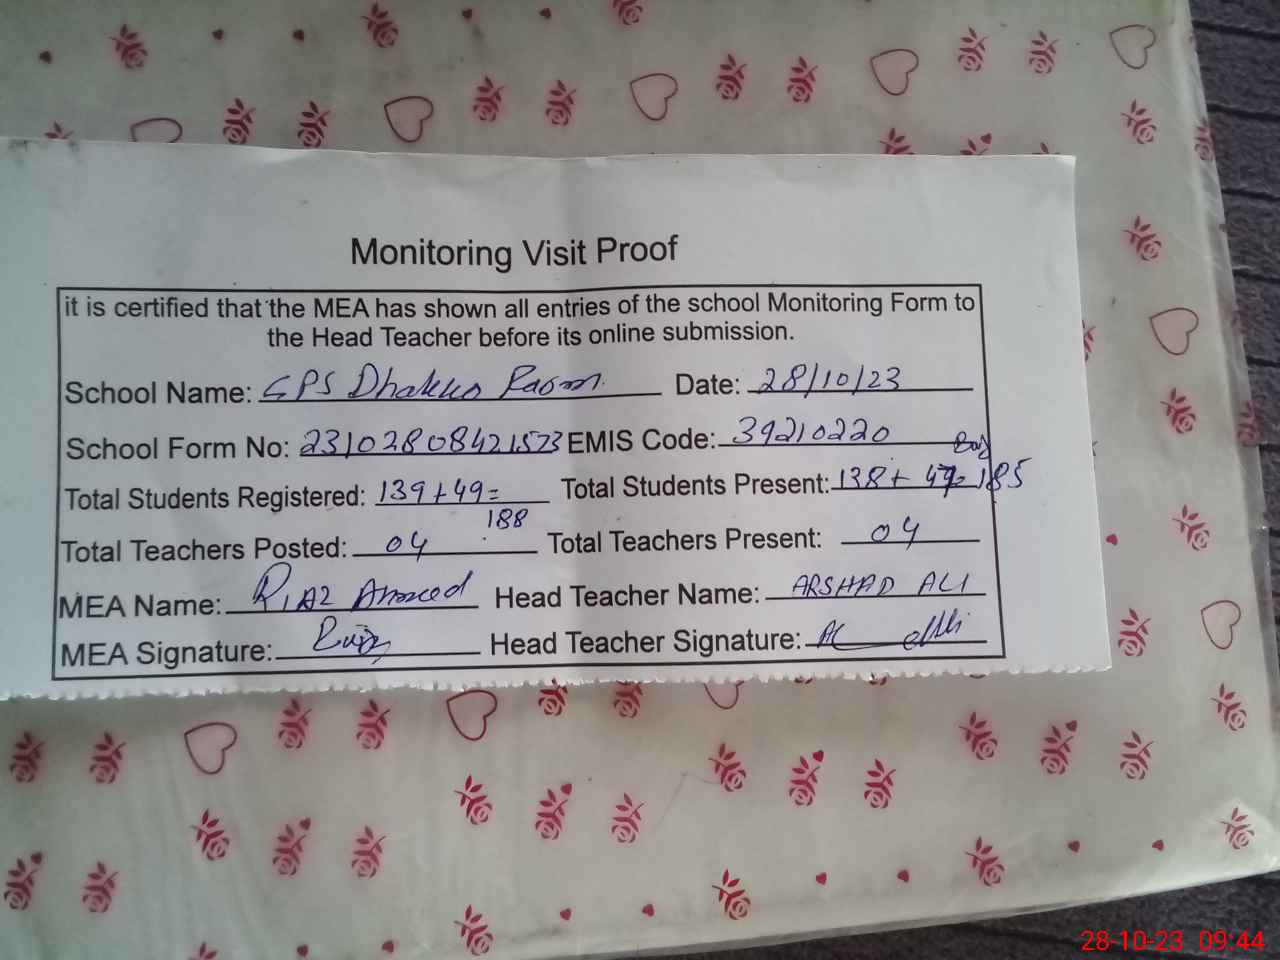 Monitoring Visit Proof
it is certified that the MEA has shown all entries of the school Monitoring Form to
the Head Teacher before its online submission.
School Name: GPS Dhakko Date: 28/10/23
School Form No: 23102808421573 EMIS Code: 39210220
Total Students Registered: 139+49= Total Students Present: 138+47=185
188
Total Teachers Posted: 04 Total Teachers Present: 04
MEA Name: RIAZ Ahmed Head Teacher Name: ARSHAD ALI
MEA Signature: Head Teacher Signature:
28-10-23 09:44